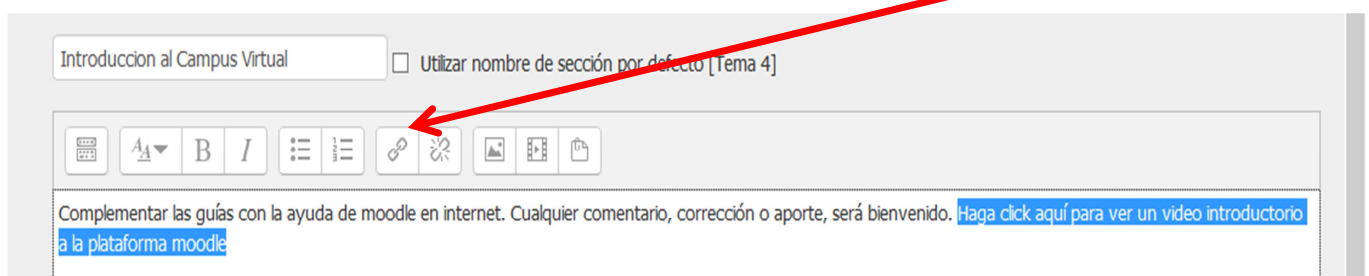 Introduccion al Campus Virtual
Utilizar nombre de sección por defecto [Tema 4]
A B I
Complementar las guías con la ayuda de moodle en internet. Cualquier comentario, corrección o aporte, será bienvenido. Haga click aquí para ver un video introductorio
a la plataforma moodle